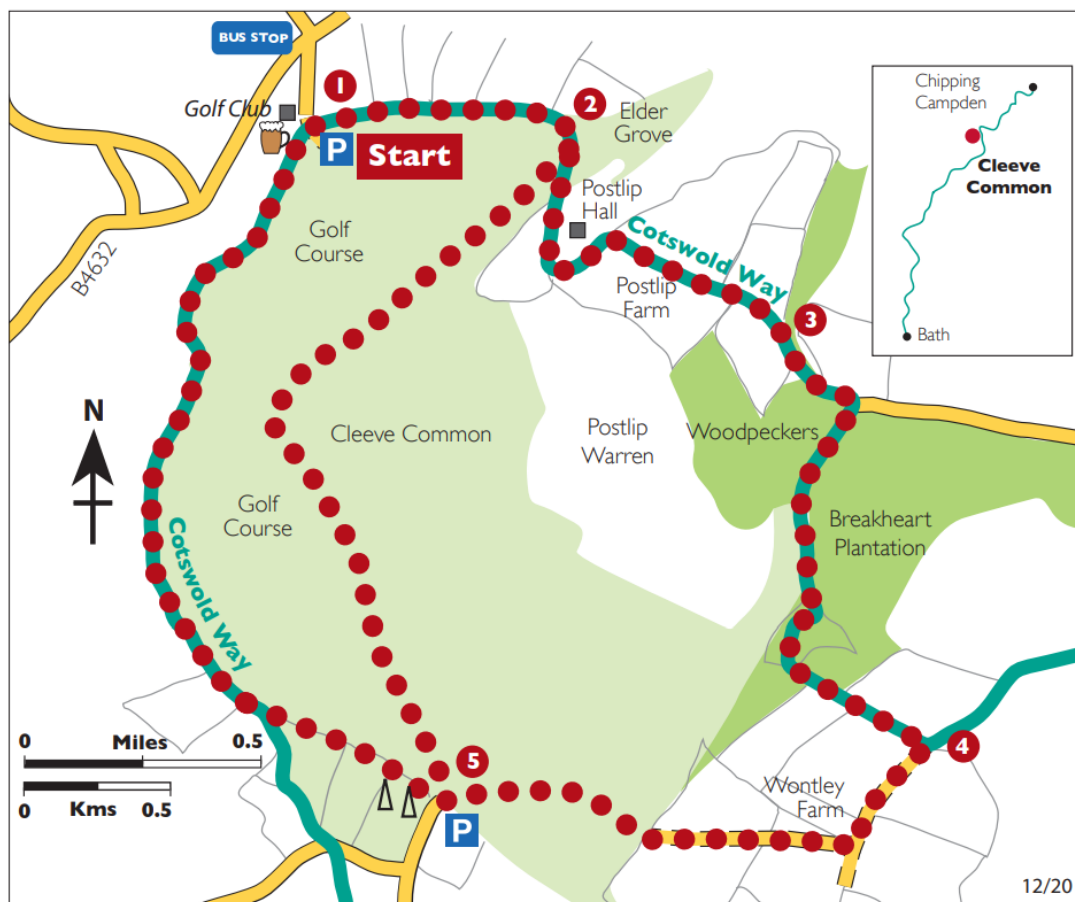 BUS STOP
1
2
Golf Club
Elder
Grove
P
Start
Chipping
Campden
Cleeve
Common
Bath
Postlip
Hall
Golf
Course
Cotswold Way
B4632
Postlip
Farm
3
N
Cleeve Common
Postlip
Warren
Woodpeckers
Golf
Course
Breakheart
Plantation
Cotswold Way
0 Miles 0.5
0 Kms 0.5
5
4
Wontley
Farm
P
12/20